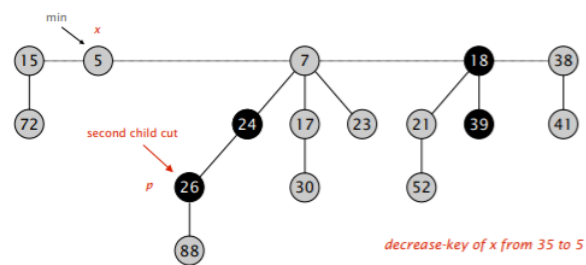 min
x
15 5 7 18 38
72 24 17 23 21 39 41
second child cut
p 26 30 52
88
decrease-key of x from 35 to 5